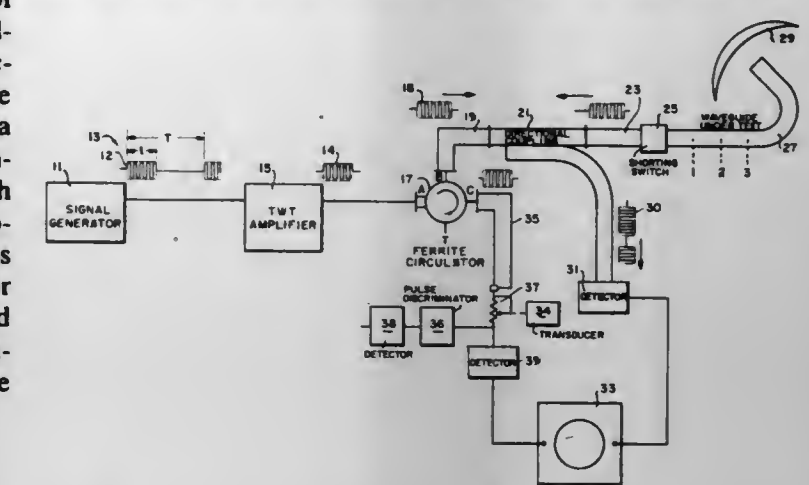 d-
r-
e
a
h
s
r
d
e
13
T
12
t
11
SIGNAL
GENERATOR
15
TWT
AMPLIFIER
14
18
19
21
DIRECTIONAL
23
25
SHORTING
SWITCH
WAVEGUIDE
UNDER TEST
1
2
3
27
29
17
A
B
C
T
FERRITE
CIRCULATOR
35
30
31
DETECTOR
PULSE
DISCRIMINATOR
38
DETECTOR
36
37
34
TRANSDUCER
DETECTOR
39
33